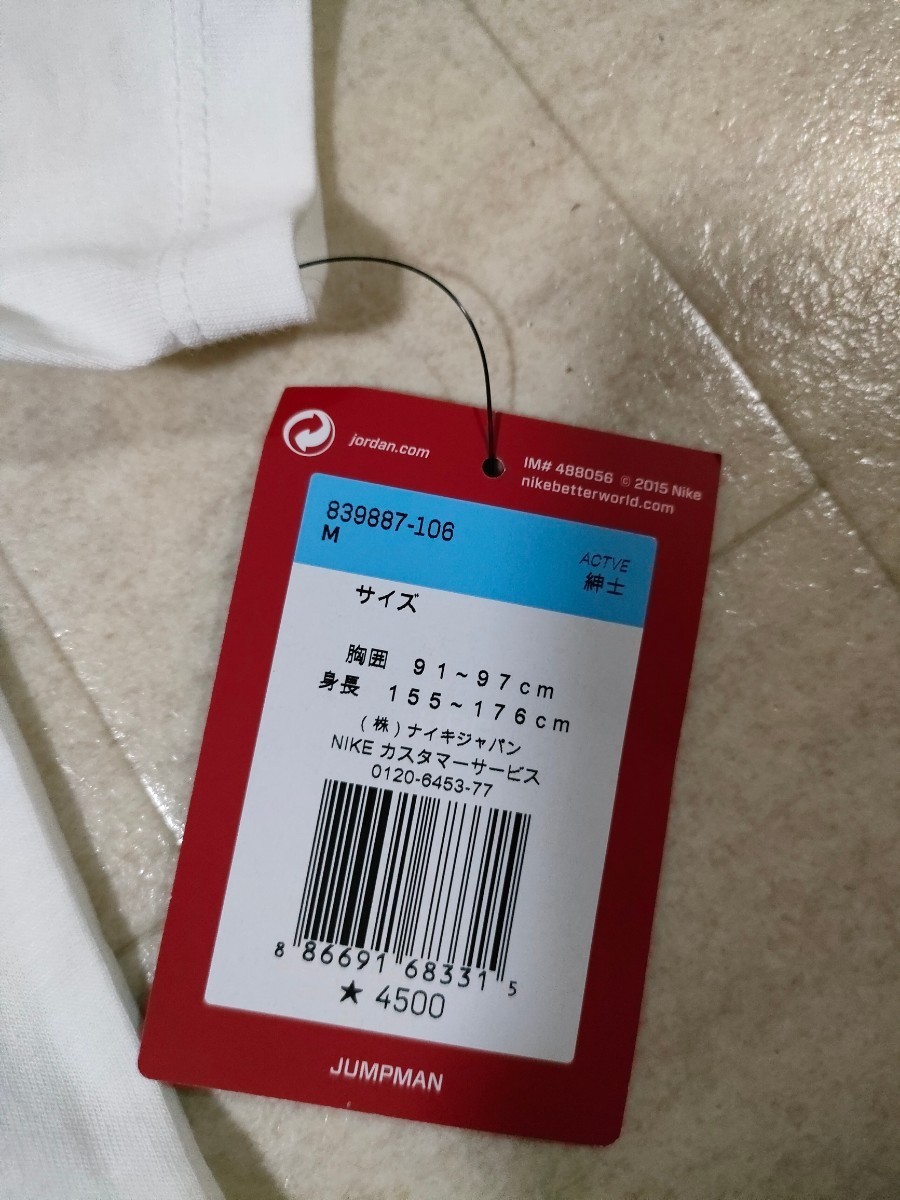 jordan.com
IM# 488056 © 2015 Nike
nikebetterworld.com
839887-106
M
ACTVE
紳士
サイズ
胸囲 91~97cm
身長 155~176cm
(株)ナイキジャパン
NIKE カスタマーサービス
0120-6453-77
8 86691 68331 5
★ 4500
JUMPMAN